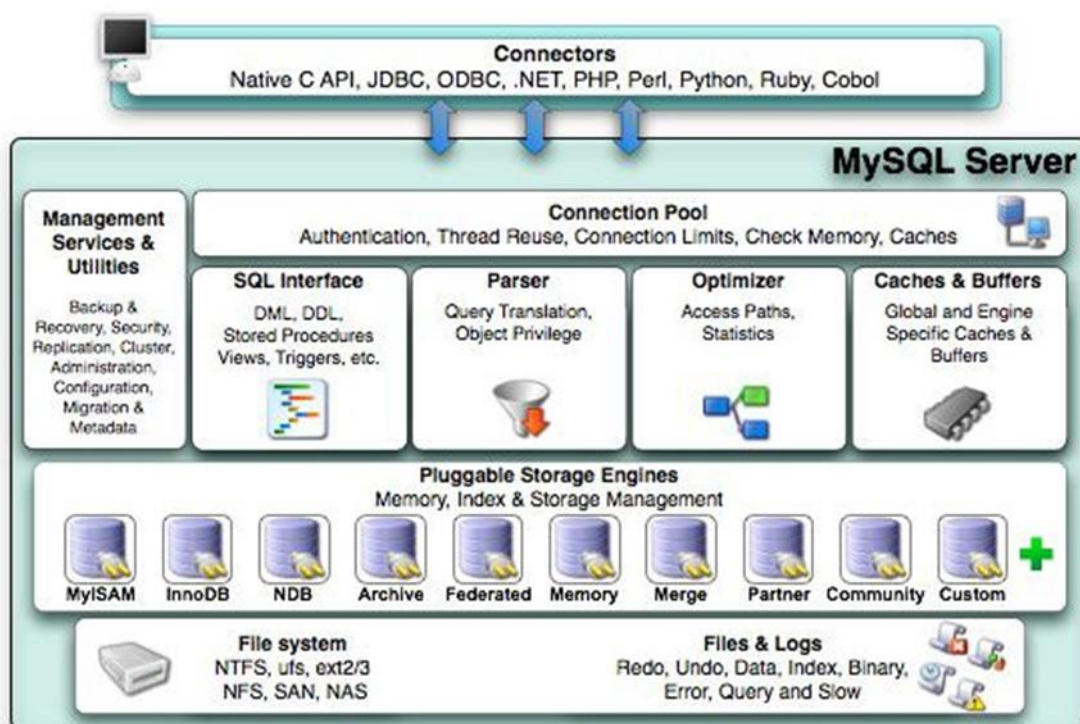 Connectors
Native C API, JDBC, ODBC, .NET, PHP, Perl, Python, Ruby, Cobol
MySQL Server
Management
Services &
Utilities
Backup &
Recovery, Security,
Replication, Cluster,
Administration,
Configuration,
Migration &
Metadata
Connection Pool
Authentication, Thread Reuse, Connection Limits, Check Memory, Caches
SQL Interface
DML, DDL,
Stored Procedures
Views, Triggers, etc.
Parser
Query Translation,
Object Privilege
Optimizer
Access Paths,
Statistics
Caches & Buffers
Global and Engine
Specific Caches &
Buffers
Pluggable Storage Engines
Memory, Index & Storage Management
MyISAM
InnoDB
NDB
Archive
Federated
Memory
Merge
Partner
Community
Custom
File system
NTFS, ufs, ext2/3
NFS, SAN, NAS
Files & Logs
Redo, Undo, Data, Index, Binary,
Error, Query and Slow